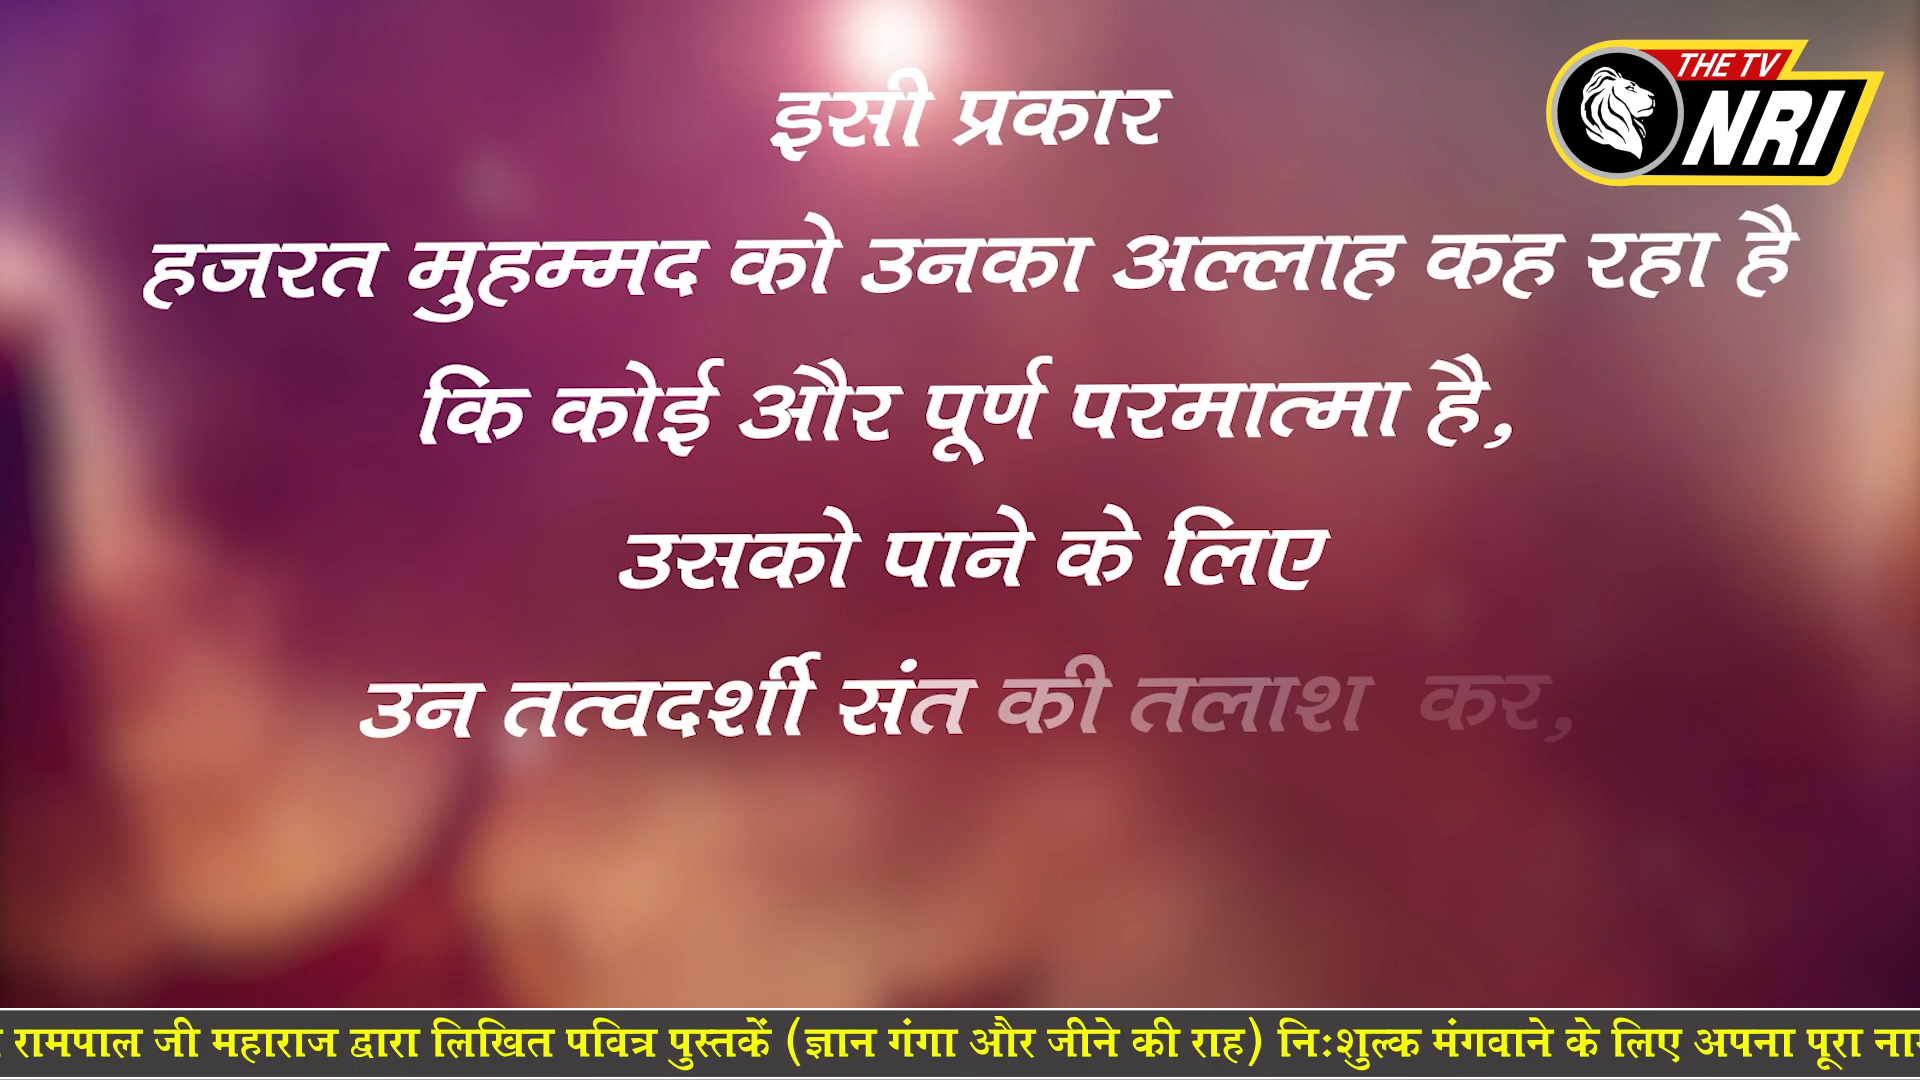 THE TV
NRI
इसी प्रकार
हजरत मुहम्मद को उनका अल्लाह कह रहा है
कि कोई और पूर्ण परमात्मा है,
उसको पाने के लिए
उन तत्वदर्शी संत की तलाश कर,
रामपाल जी महाराज द्वारा लिखित पवित्र पुस्तकें (ज्ञान गंगा और जीने की राह) नि:शुल्क मंगवाने के लिए अपना पूरा